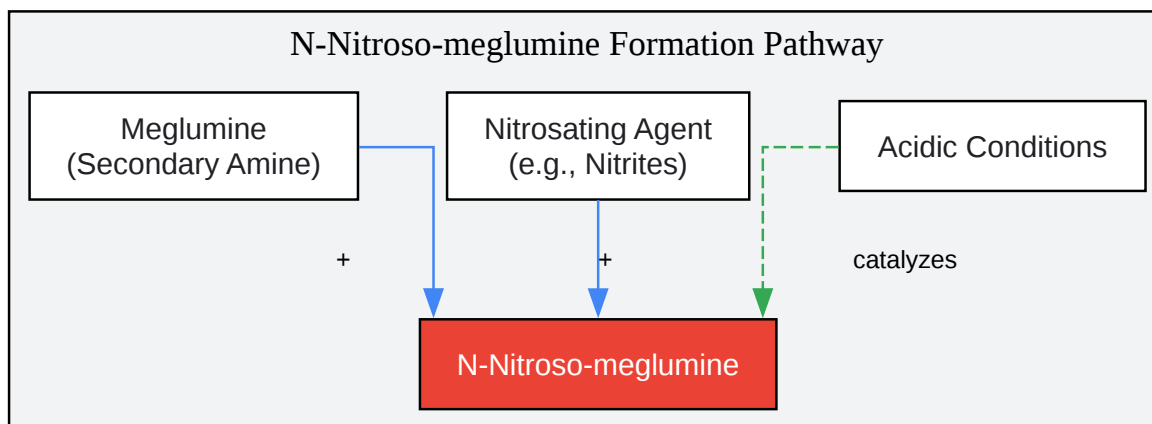 N-Nitroso-meglumine Formation Pathway
Meglumine
(Secondary Amine)
Nitrosating Agent
(e.g., Nitrites)
Acidic Conditions
+
+
catalyzes
N-Nitroso-meglumine